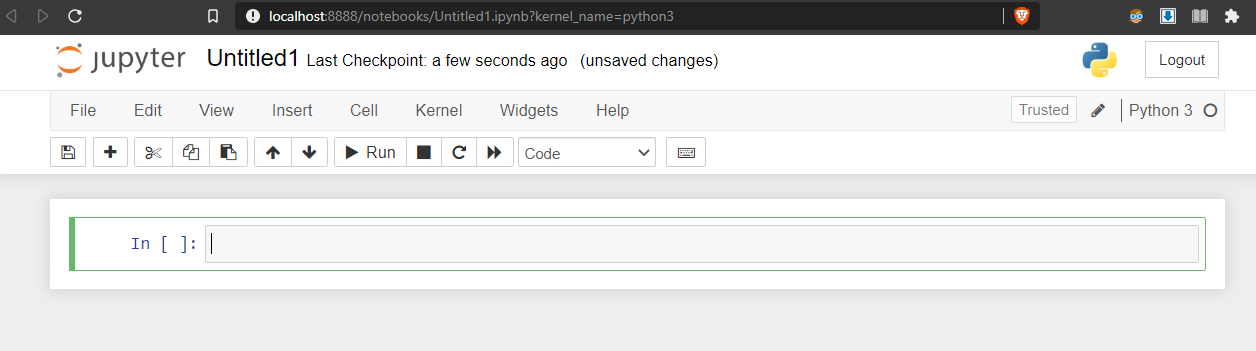 localhost:8888/notebooks/Untitled1.ipynb?kernel_name=python3
jupyter Untitled1 Last Checkpoint: a few seconds ago (unsaved changes) Logout
File Edit View Insert Cell Kernel Widgets Help Trusted Python 3
Run Code
In [ ]: